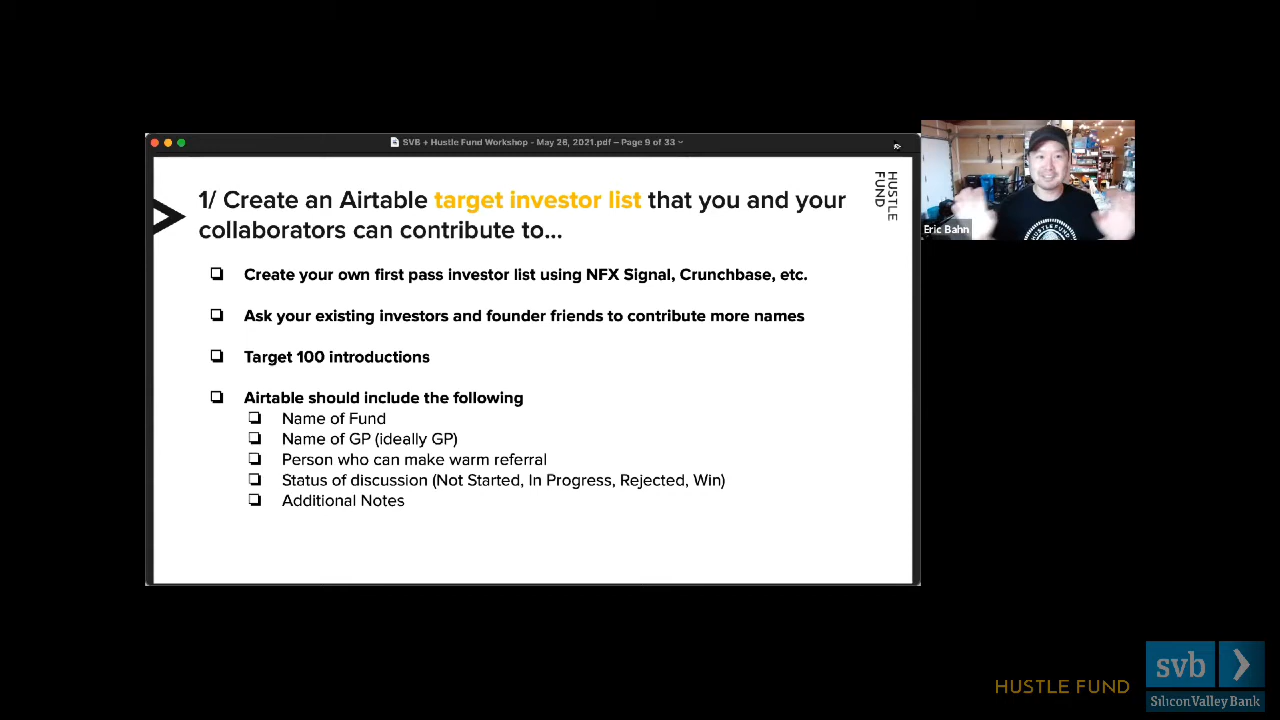 SVB + Hustle Fund Workshop - May 28, 2021.pdf – Page 9 of 33
1/ Create an Airtable target investor list that you and your
collaborators can contribute to...
HUSTLE
FUND
Create your own first pass investor list using NFX Signal, Crunchbase, etc.
Ask your existing investors and founder friends to contribute more names
Target 100 introductions
Airtable should include the following
Name of Fund
Name of GP (ideally GP)
Person who can make warm referral
Status of discussion (Not Started, In Progress, Rejected, Win)
Additional Notes
HUSTLE FUND
Eric Bahn
HUSTLE FUND
svb
Silicon Valley Bank